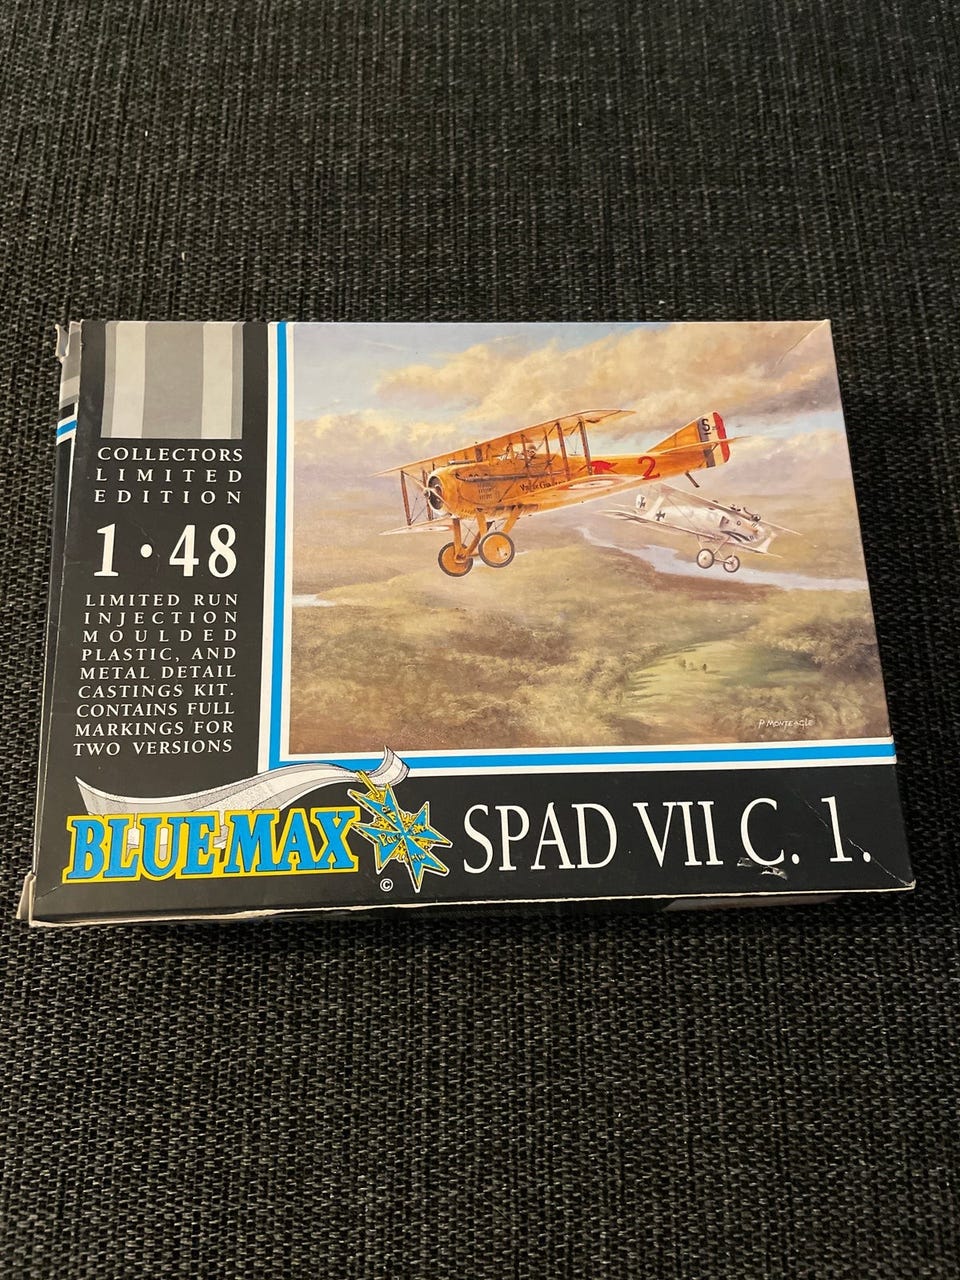 COLLECTORS
LIMITED
EDITION
1·48
LIMITED RUN
INJECTION
MOULDED
PLASTIC, AND
METAL DETAIL
CASTINGS KIT.
CONTAINS FULL
MARKINGS FOR
TWO VERSIONS
2
S
P MONTEAGLE
BLUE MAX
©
SPAD VII C. 1.